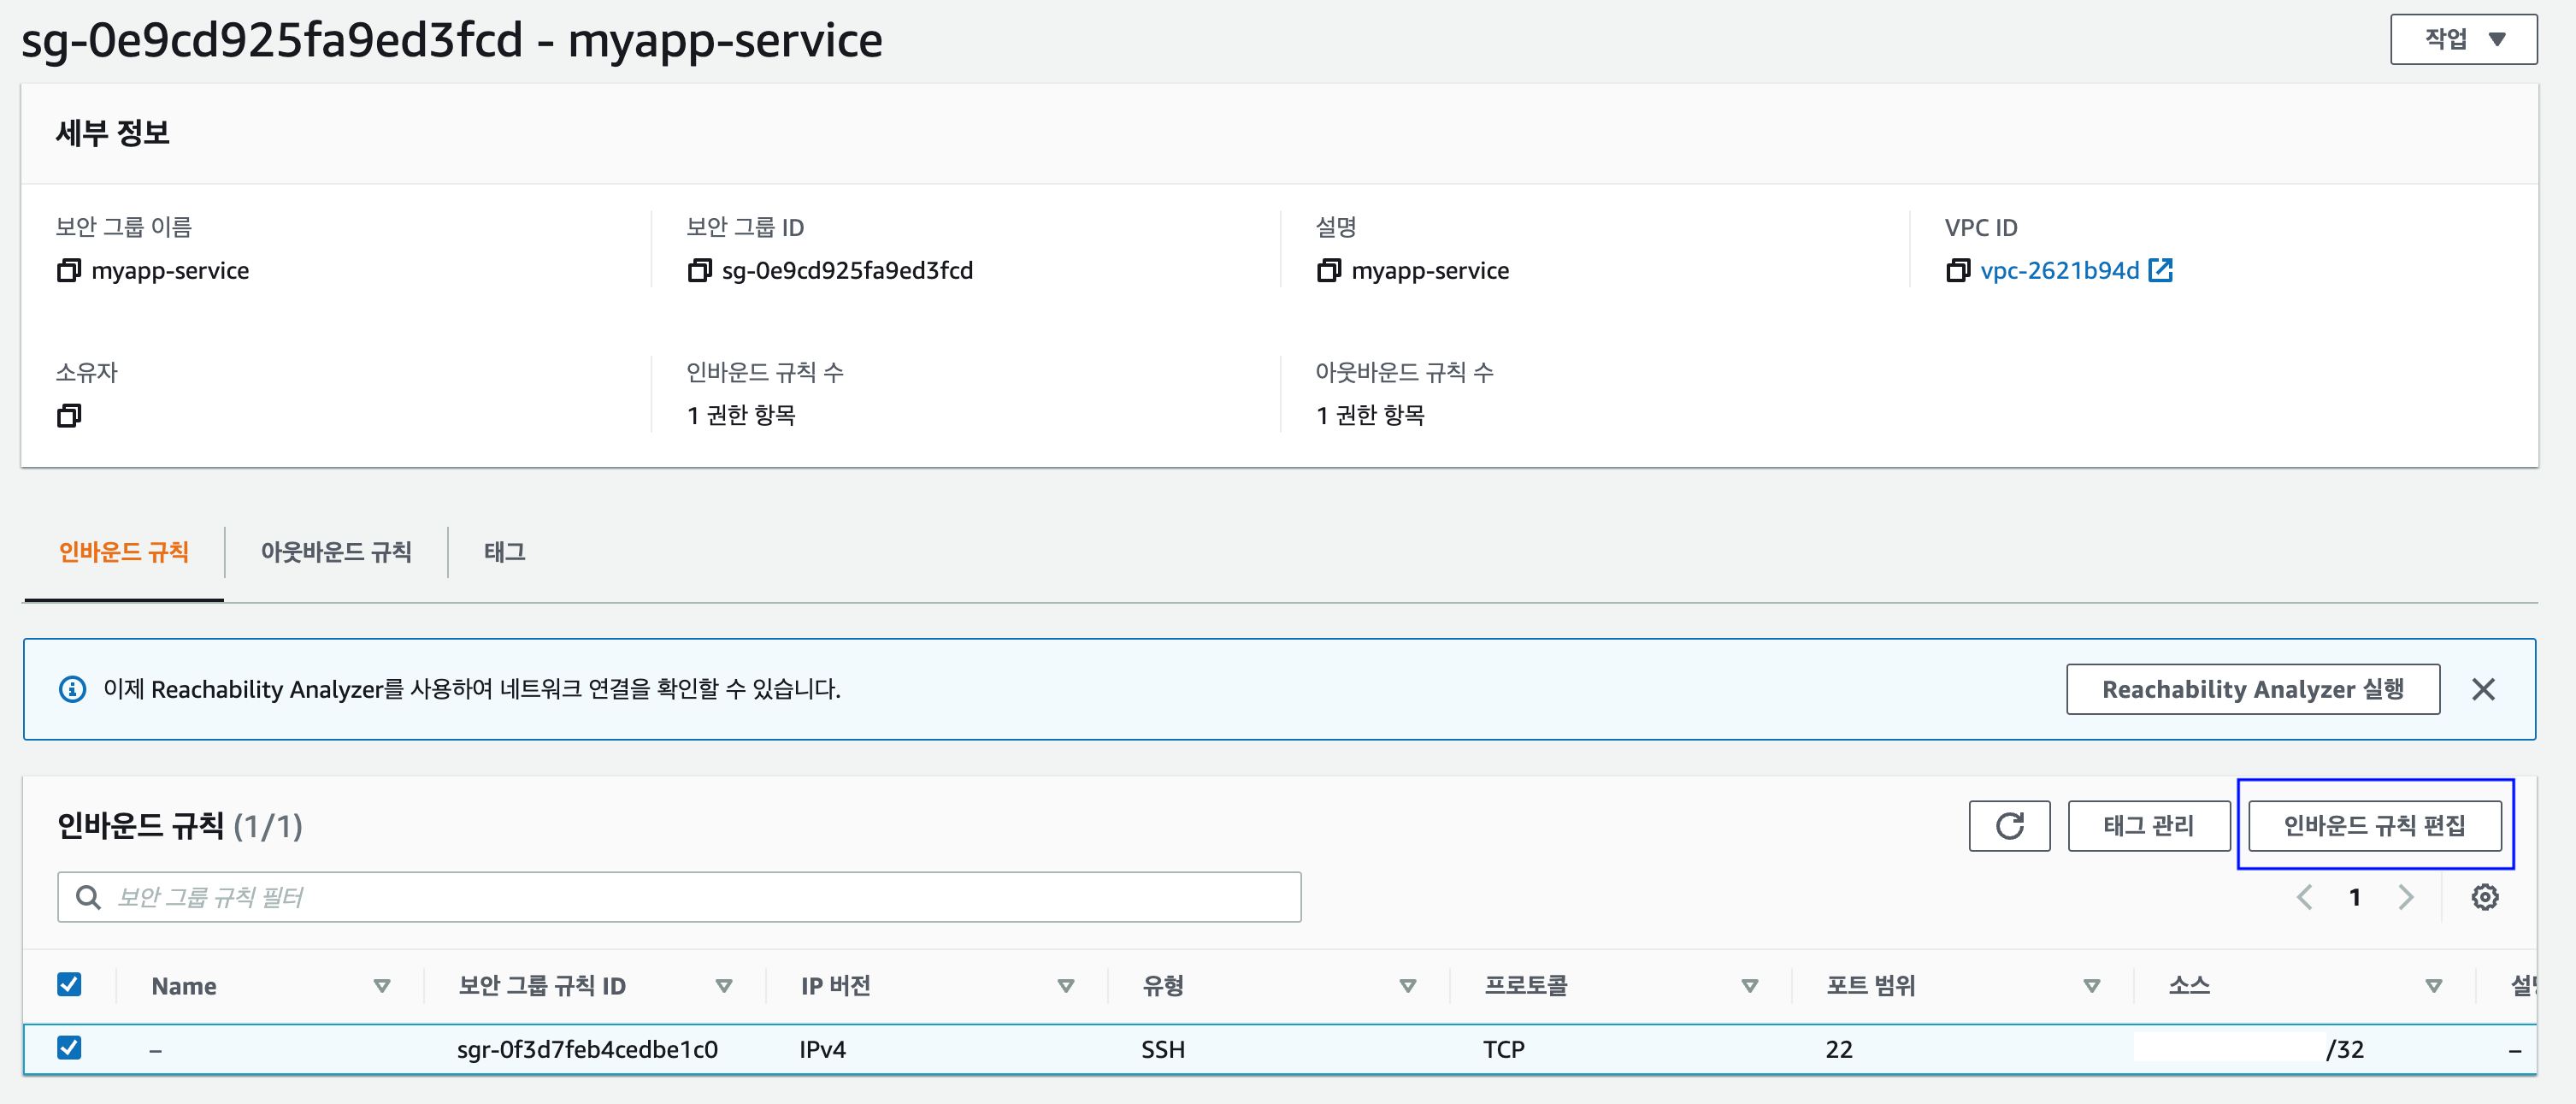 sg-0e9cd925fa9ed3fcd - myapp-service
작업
세부 정보
보안 그룹 이름
myapp-service
보안 그룹 ID
sg-0e9cd925fa9ed3fcd
설명
myapp-service
VPC ID
vpc-2621b94d
소유자
인바운드 규칙 수
1 권한 항목
아웃바운드 규칙 수
1 권한 항목
인바운드 규칙
아웃바운드 규칙
태그
이제 Reachability Analyzer를 사용하여 네트워크 연결을 확인할 수 있습니다.
Reachability Analyzer 실행
인바운드 규칙 (1/1)
태그 관리
인바운드 규칙 편집
보안 그룹 규칙 필터
1
Name
보안 그룹 규칙 ID
IP 버전
유형
프로토콜
포트 범위
소스
–
sgr-0f3d7feb4cedbe1c0
IPv4
SSH
TCP
22
/32
–